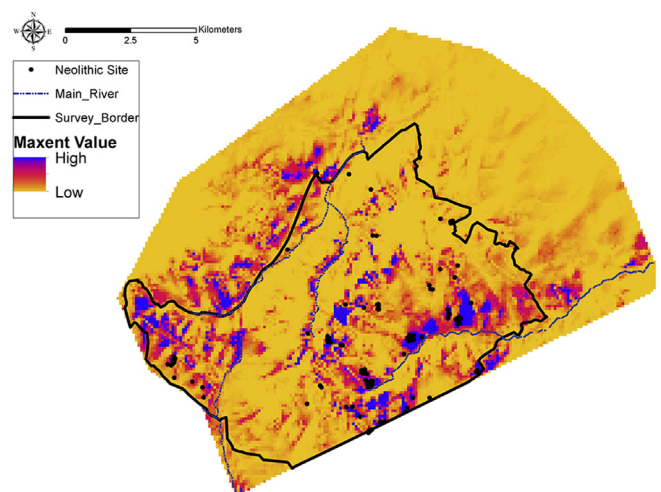 N
W E
S
Kilometers
0 2.5 5
Neolithic Site
Main_River
Survey_Border
Maxent Value
High
Low